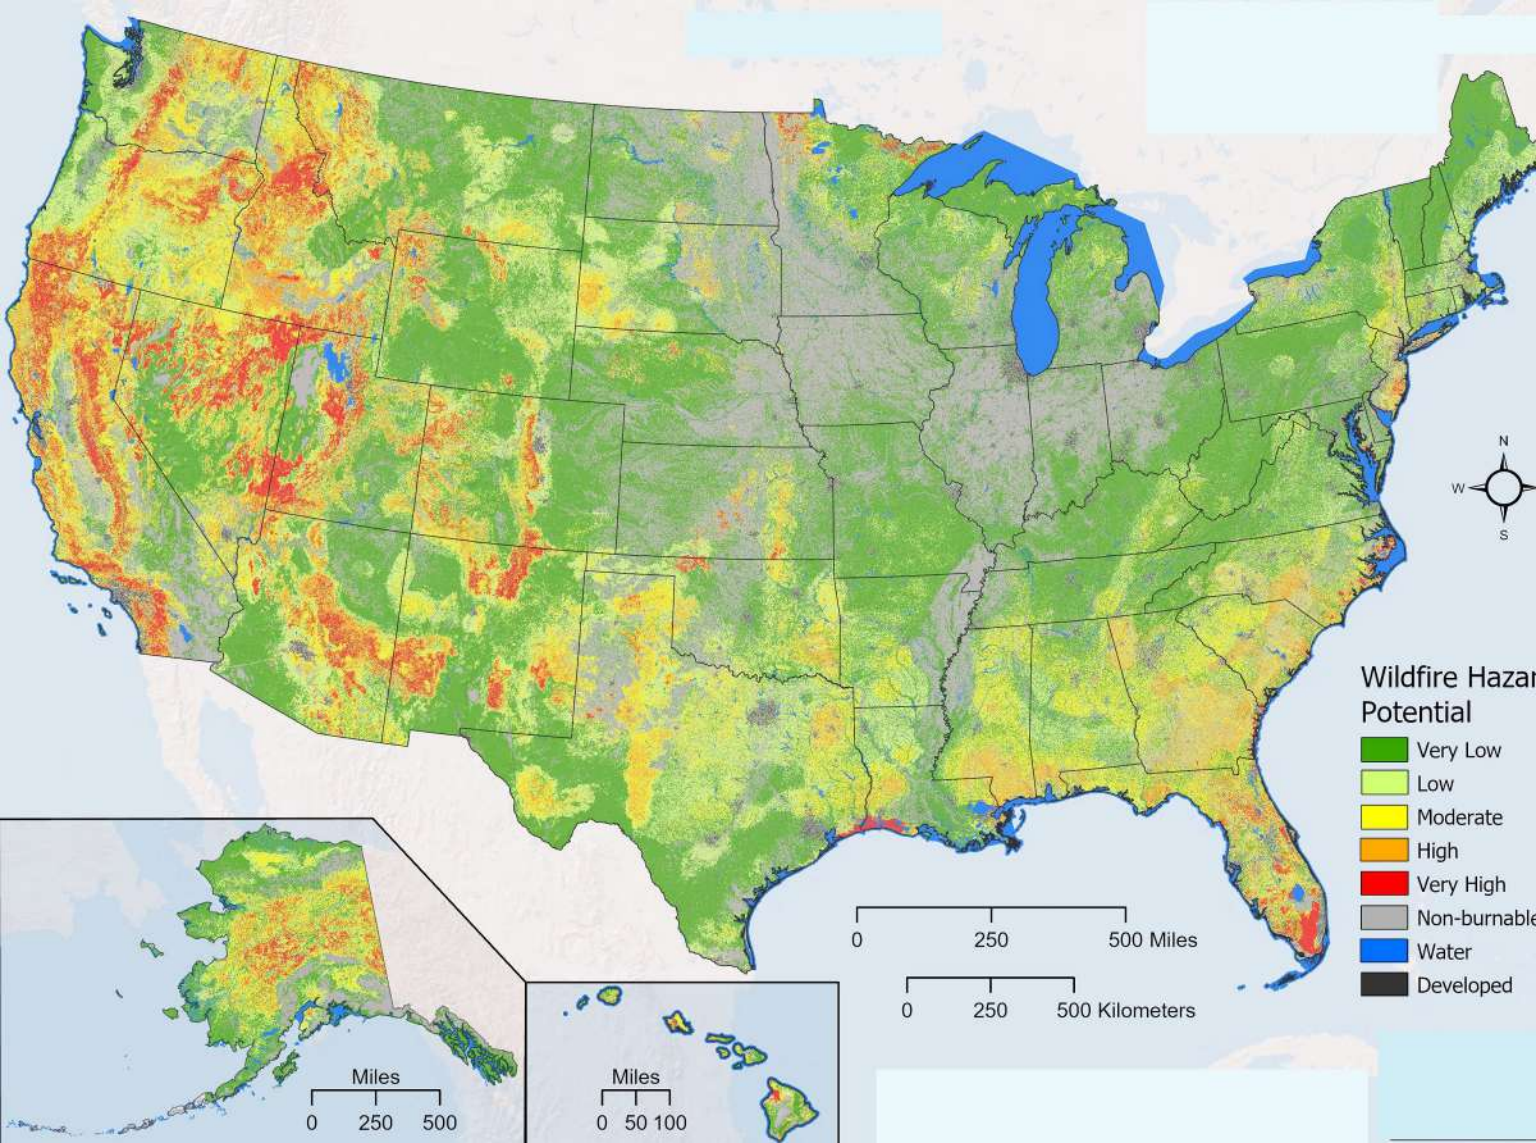 N
W
S
Wildfire Hazar
Potential
Very Low
Low
Moderate
High
Very High
Non-burnable
Water
Developed
0 250 500 Miles
0 250 500 Kilometers
Miles
0 250 500
Miles
0 50 100